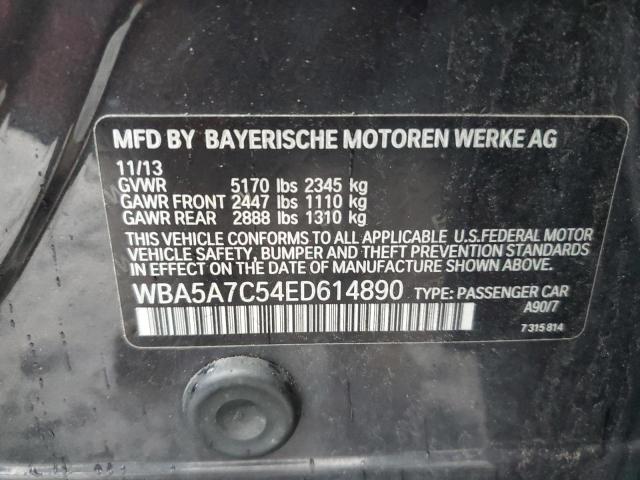 MFD BY BAYERISCHE MOTOREN WERKE AG
11/13
GVWR 5170 lbs 2345 kg
GAWR FRONT 2447 lbs 1110 kg
GAWR REAR 2888 lbs 1310 kg
THIS VEHICLE CONFORMS TO ALL APPLICABLE U.S.FEDERAL MOTOR
VEHICLE SAFETY, BUMPER AND THEFT PREVENTION STANDARDS
IN EFFECT ON THE DATE OF MANUFACTURE SHOWN ABOVE.
WBA5A7C54ED614890 TYPE: PASSENGER CAR
A90/7
7 315 814